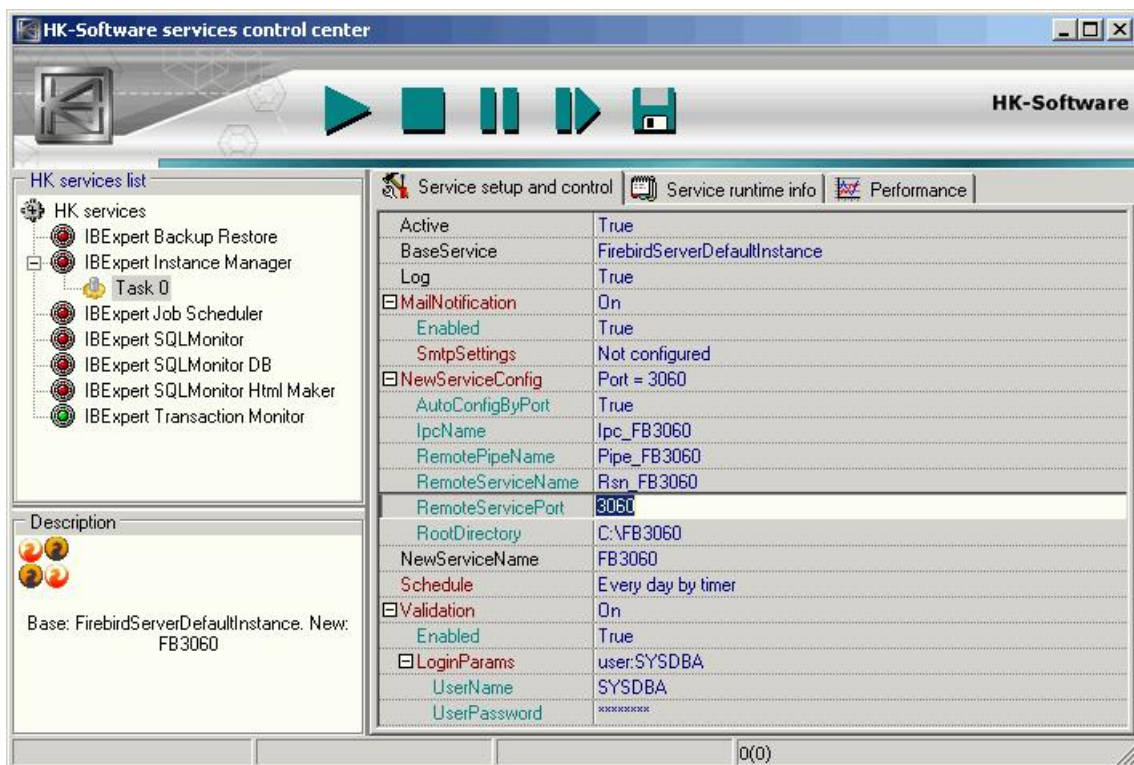 HK-Software services control center
HK-Software
HK services list
HK services
IBExpert Backup Restore
IBExpert Instance Manager
Task 0
IBExpert Job Scheduler
IBExpert SQLMonitor
IBExpert SQLMonitor DB
IBExpert SQLMonitor Html Maker
IBExpert Transaction Monitor
Description
Base: FirebirdServerDefaultInstance. New:
FB3060
Service setup and control Service runtime info Performance
Active True
BaseService FirebirdServerDefaultInstance
Log True
MailNotification On
Enabled True
SmtpSettings Not configured
NewServiceConfig Port = 3060
AutoConfigByPort True
IpcName Ipc_FB3060
RemotePipeName Pipe_FB3060
RemoteServiceName Rsn_FB3060
RemoteServicePort 3060
RootDirectory C:\FB3060
NewServiceName FB3060
Schedule Every day by timer
Validation On
Enabled True
LoginParams user:SYSDBA
UserName SYSDBA
UserPassword ********
0(0)